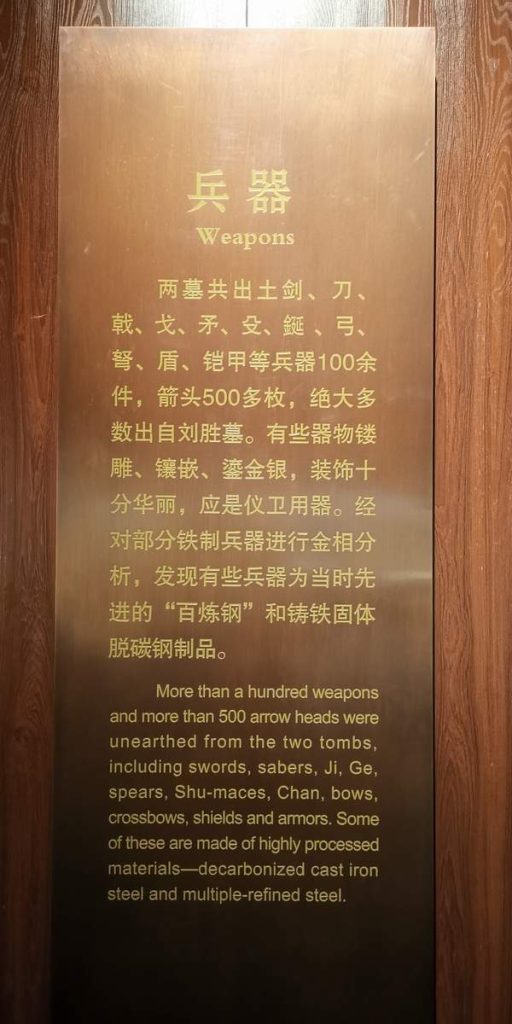 兵器
Weapons
两墓共出土剑、刀、
戟、戈、矛、殳、鋋、弓、
弩、盾、铠甲等兵器100余
件，箭头500多枚，绝大多
数出自刘胜墓。有些器物镂
雕、镶嵌、鎏金银，装饰十
分华丽，应是仪卫用器。经
对部分铁制兵器进行金相分
析，发现有些兵器为当时先
进的“百炼钢”和铸铁固体
脱碳钢制品。
More than a hundred weapons
and more than 500 arrow heads were
unearthed from the two tombs,
including swords, sabers, Ji, Ge,
spears, Shu-maces, Chan, bows,
crossbows, shields and armors. Some
of these are made of highly processed
materials—decarbonized cast iron
steel and multiple-refined steel.